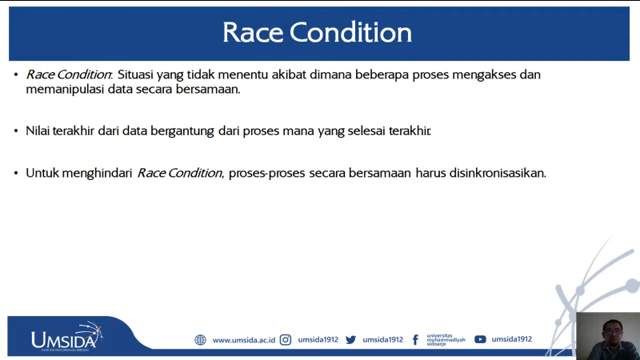 Race Condition
• Race Condition: Situasi yang tidak menentu akibat dimana beberapa proses mengakses dan
memanipulasi data secara bersamaan.
• Nilai terakhir dari data bergantung dari proses mana yang selesai terakhir.
• Untuk menghindari Race Condition, proses-proses secara bersamaan harus disinkronisasikan.
UMSIDA
www.umsida.ac.id umsida1912 umsida1912 universitas muhammadiyah sidoarjo umsida1912